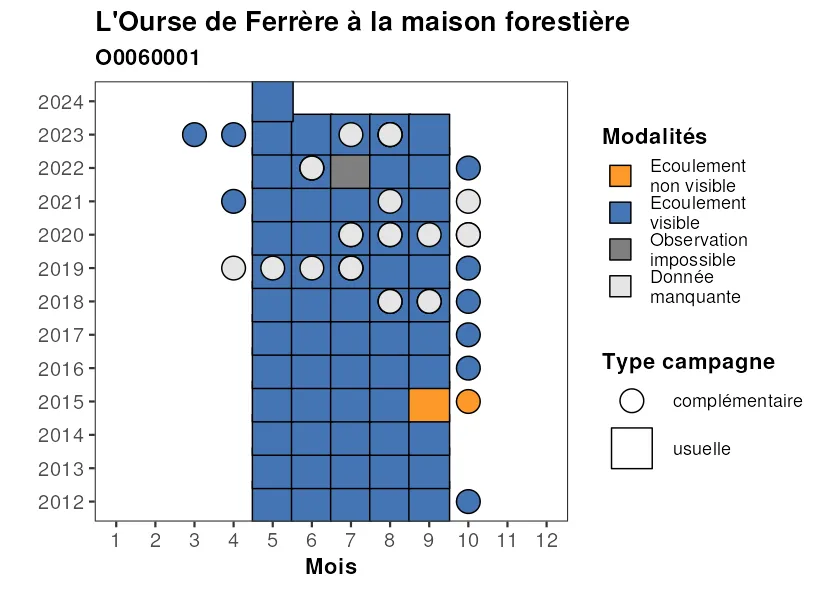 L'Ourse de Ferrère à la maison forestière
O0060001
2024
2023
2022
2021
2020
2019
2018
2017
2016
2015
2014
2013
2012
1 2 3 4 5 6 7 8 9 10 11 12
Mois
Modalités
Ecoulement
non visible
Ecoulement
visible
Observation
impossible
Donnée
manquante
Type campagne
complémentaire
usuelle